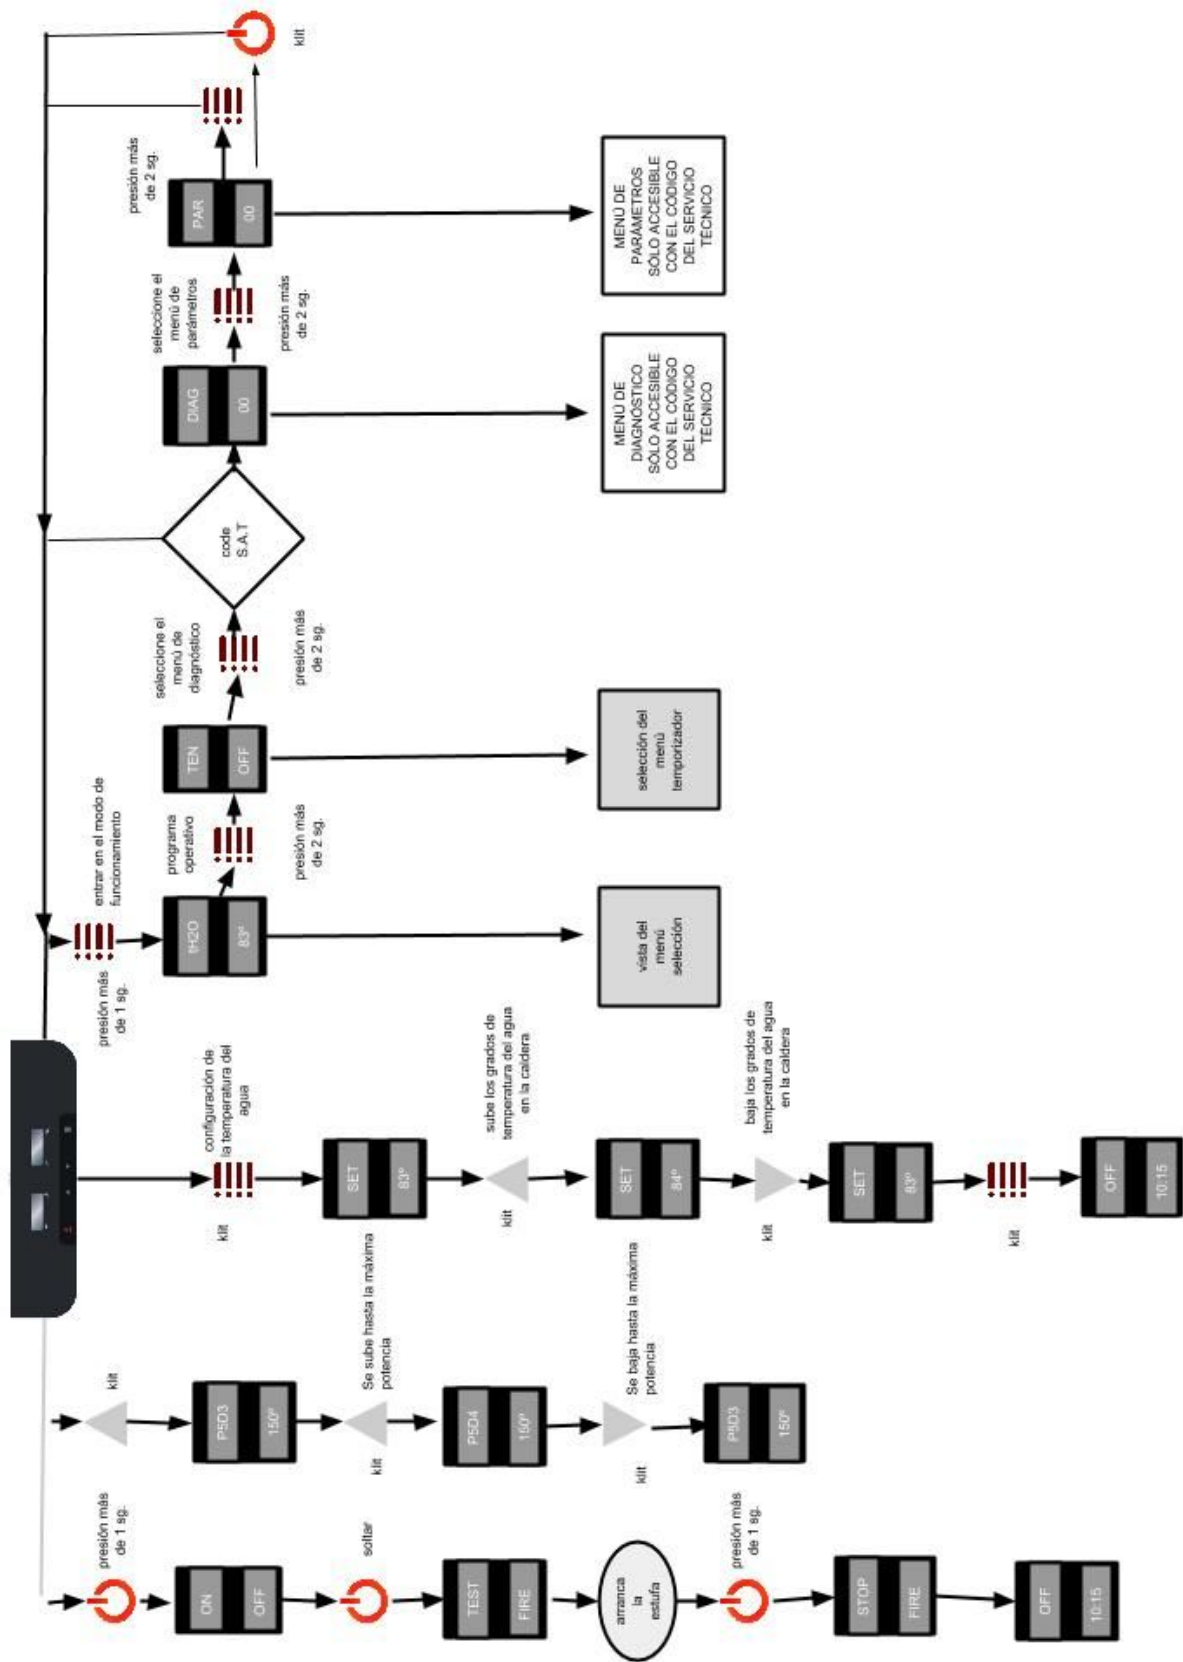 presión más
de 1 sg.
ON
OFF
soltar
TEST
FIRE
arranca
la
estufa
presión más
de 1 sg.
STOP
FIRE
OFF
10:15
klit
P5D3
150º
Se sube hasta la máxima
potencia
klit
P5D4
150º
Se baja hasta la máxima
potencia
klit
P5D3
150º
configuración de
la temperatura del
agua
klit
SET
83º
sube los grados de
temperatura del agua
en la caldera
klit
SET
84º
baja los grados de
temperatura del agua
en la caldera
klit
SET
83º
klit
OFF
10:15
presión más
de 1 sg.
entrar en el modo de
funcionamiento
tH2O
83º
vista del
menú
selección
programa
operativo
presión más
de 2 sg.
TEN
OFF
selección del
menú
temporizador
seleccione el
menú de
diagnóstico
presión más
de 2 sg.
code
S.A.T
DIAG
00
MENÚ DE
DIAGNÓSTICO
SÓLO ACCESIBLE
CON EL CÓDIGO
DEL SERVICIO
TÉCNICO
seleccione el
menú de
parámetros
presión más
de 2 sg.
PAR
00
MENÚ DE
PARÁMETROS
SÓLO ACCESIBLE
CON EL CÓDIGO
DEL SERVICIO
TÉCNICO
presión más
de 2 sg.
klit